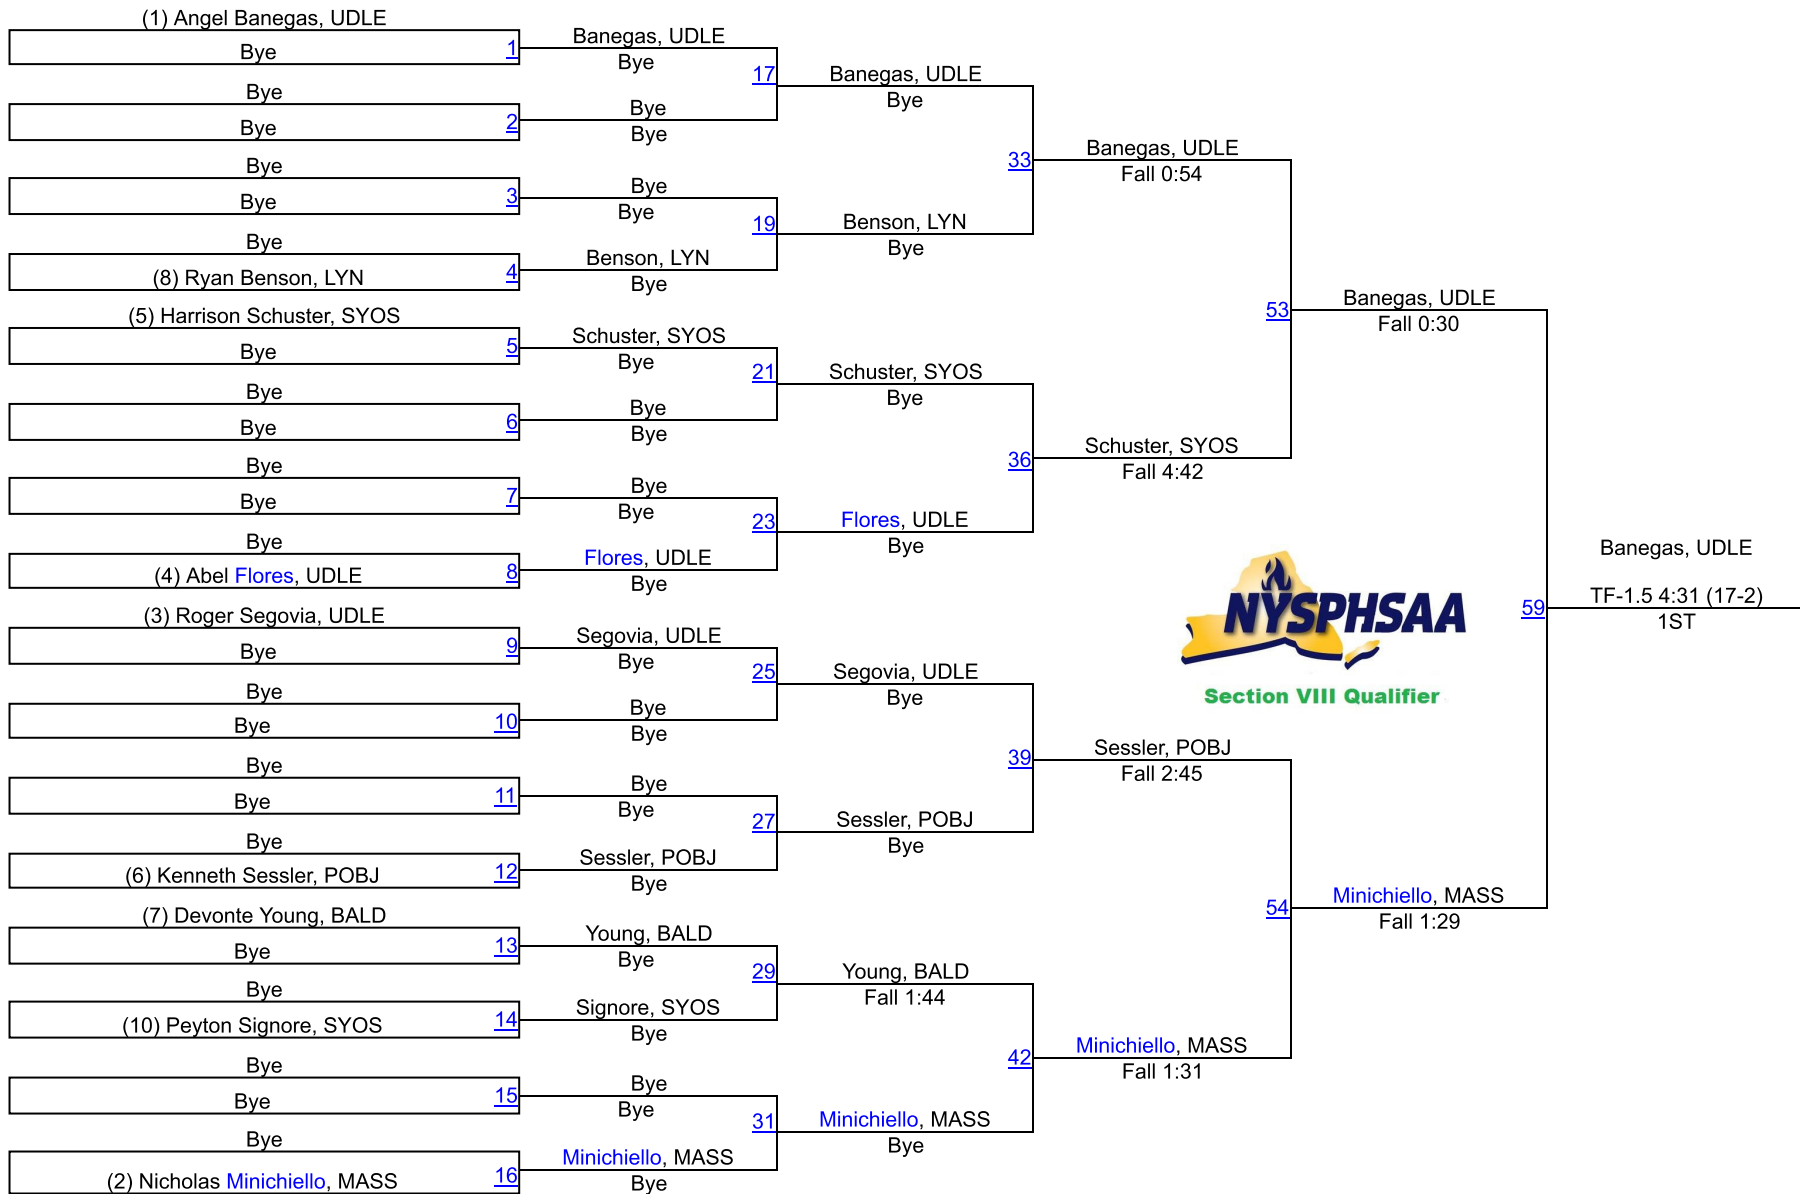 (1) Angel Banegas, UDLE
Bye
1
Bye
Bye
2
Bye
Bye
3
Bye
(8) Ryan Benson, LYN
4
(5) Harrison Schuster, SYOS
Bye
5
Bye
Bye
6
Bye
Bye
7
Bye
(4) Abel Flores, UDLE
8
(3) Roger Segovia, UDLE
Bye
9
Bye
Bye
10
Bye
Bye
11
Bye
(6) Kenneth Sessler, POBJ
12
(7) Devonte Young, BALD
Bye
13
Bye
(10) Peyton Signore, SYOS
14
Bye
Bye
15
Bye
(2) Nicholas Minichiello, MASS
16
Banegas, UDLE
Bye
17
Bye
Bye
Bye
Bye
19
Benson, LYN
Bye
Schuster, SYOS
Bye
21
Bye
Bye
Bye
Bye
23
Flores, UDLE
Bye
Segovia, UDLE
Bye
25
Bye
Bye
Bye
Bye
27
Sessler, POBJ
Bye
Young, BALD
Bye
29
Signore, SYOS
Bye
Bye
Bye
31
Minichiello, MASS
Bye
Banegas, UDLE
Bye
33
Benson, LYN
Bye
Schuster, SYOS
Bye
36
Flores, UDLE
Bye
Segovia, UDLE
Bye
39
Sessler, POBJ
Bye
Young, BALD
Fall 1:44
42
Minichiello, MASS
Bye
Banegas, UDLE
Fall 0:54
53
Schuster, SYOS
Fall 4:42
Sessler, POBJ
Fall 2:45
54
Minichiello, MASS
Fall 1:31
Banegas, UDLE
Fall 0:30
59
Minichiello, MASS
Fall 1:29
Banegas, UDLE
TF-1.5 4:31 (17-2)
1ST
NYSPHSAA
Section VIII Qualifier